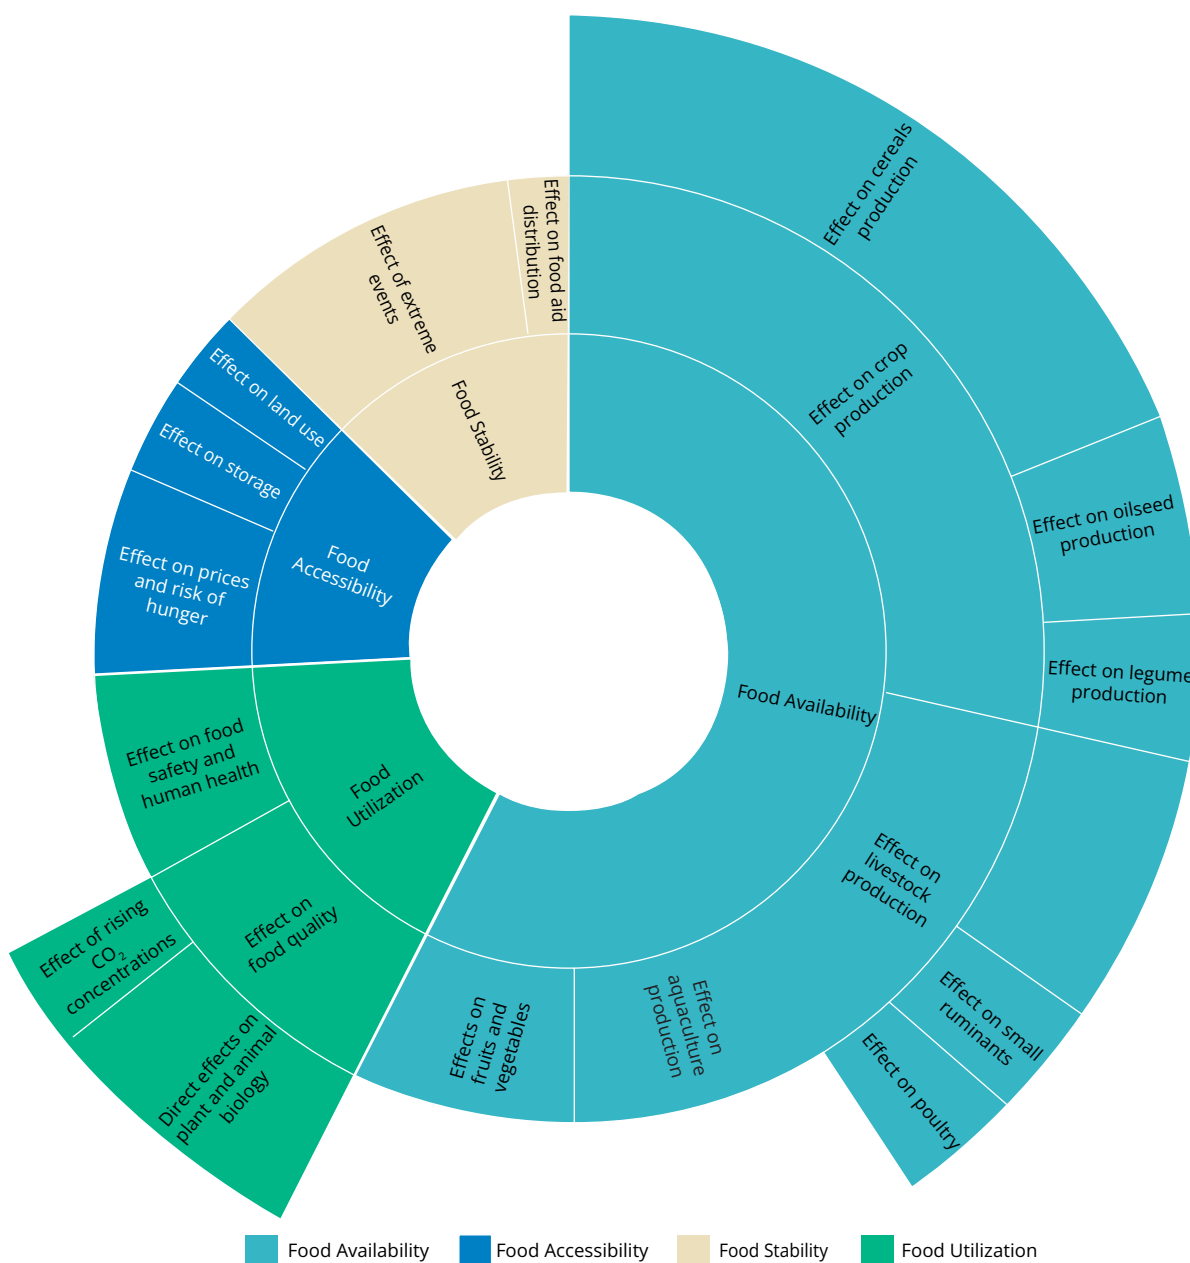 Effect on cereals
production
Effect on crop
production
Effect on oilseed
production
Effect on legume
production
Food Availability
Effect on
livestock
production
Effect on small
ruminants
Effect on poultry
Effect on
aquaculture
production
Effects on
fruits and
vegetables
Food
Utilization
Effect on
food quality
Direct effects on
plant and animal
biology
Effect of rising
CO₂
concentrations
Effect on food
safety and
human health
Food
Accessibility
Effect on prices
and risk of
hunger
Effect on storage
Effect on land use
Food Stability
Effect of extreme
events
Effect on food aid
distribution
Food Availability
Food Accessibility
Food Stability
Food Utilization